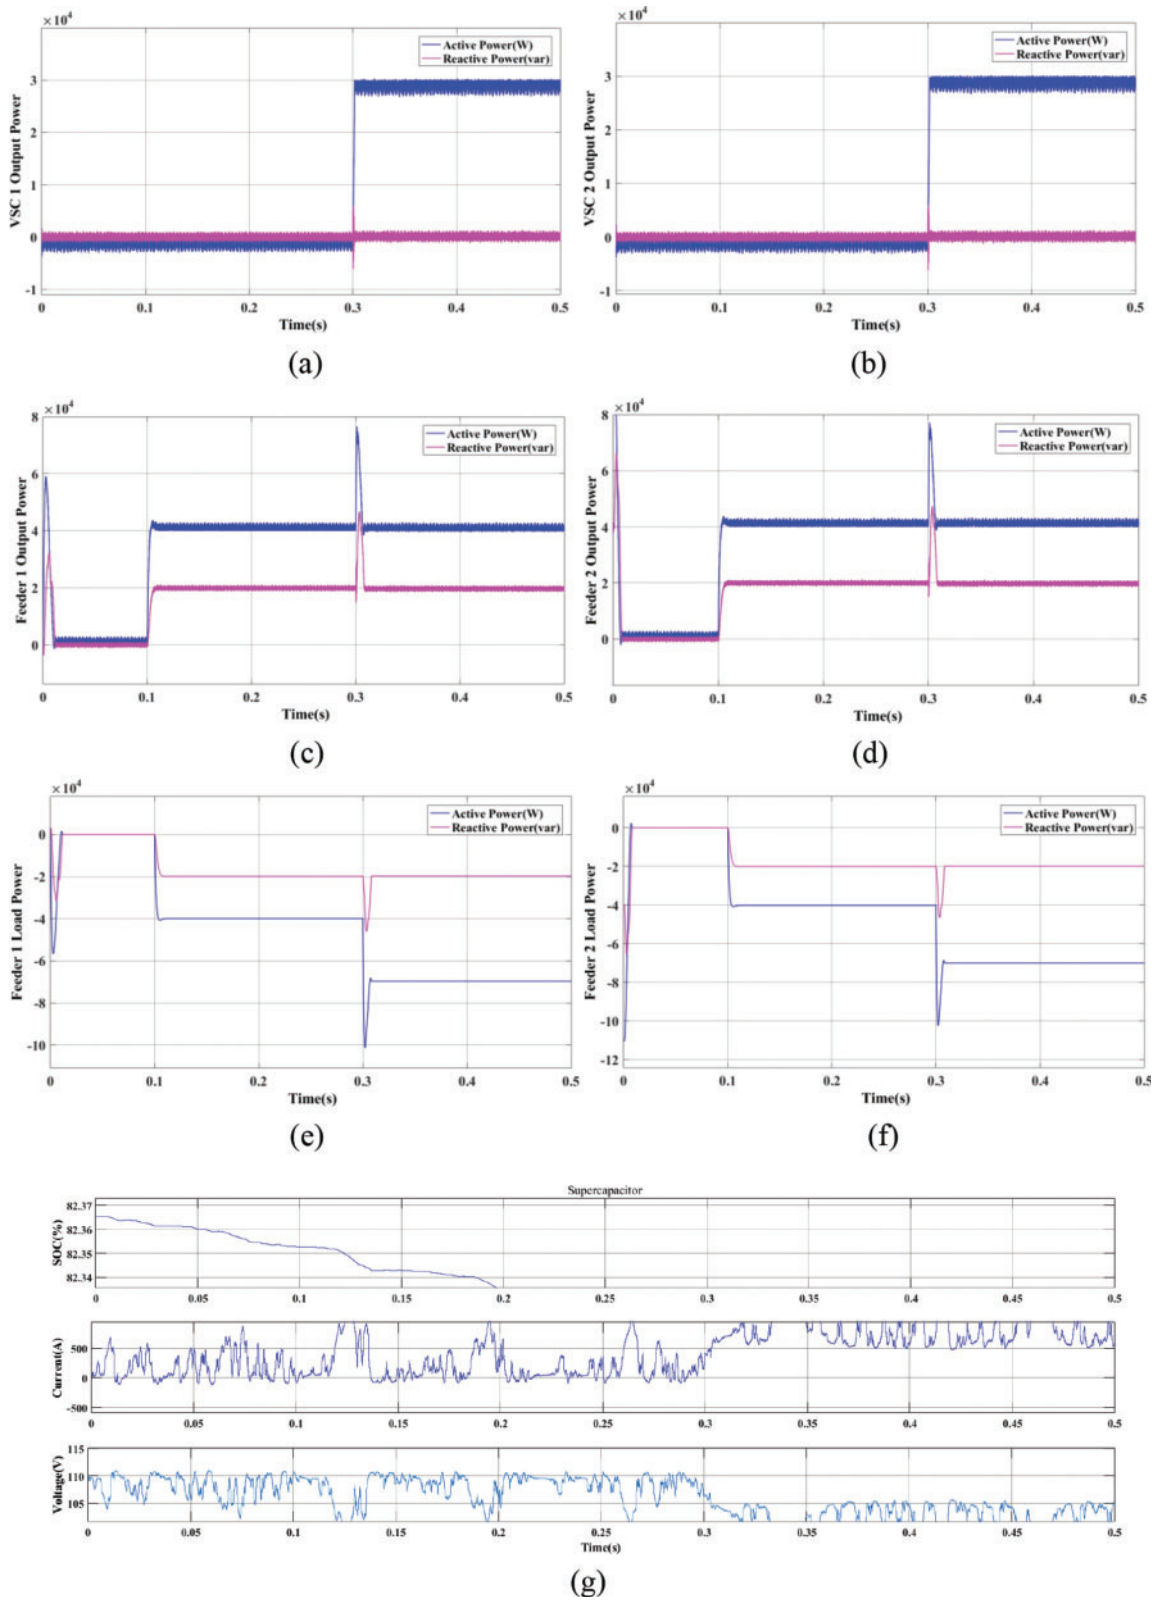 ×10⁴
Active Power(W)
Reactive Power(var)
VSC 1 Output Power
3
2
1
0
-1
0 0.1 0.2 0.3 0.4 0.5
Time(s)
(a)
×10⁴
Active Power(W)
Reactive Power(var)
VSC 2 Output Power
4
3
2
1
0
-1
0 0.1 0.2 0.3 0.4 0.5
Time(s)
(b)
×10⁴
Active Power(W)
Reactive Power(var)
Feeder 1 Output Power
8
6
4
2
0
0 0.1 0.2 0.3 0.4 0.5
Time(s)
(c)
×10⁴
Active Power(W)
Reactive Power(var)
Feeder 2 Output Power
8
6
4
2
0
0 0.1 0.2 0.3 0.4 0.5
Time(s)
(d)
×10⁴
Active Power(W)
Reactive Power(var)
Feeder 1 Load Power
0
-2
-4
-6
-8
-10
0 0.1 0.2 0.3 0.4 0.5
Time(s)
(e)
×10⁴
Active Power(W)
Reactive Power(var)
Feeder 2 Load Power
0
-2
-4
-6
-8
-10
-12
0 0.1 0.2 0.3 0.4 0.5
Time(s)
(f)
Supercapacitor
SOC(%)
82.37
82.36
82.35
82.34
0 0.05 0.1 0.15 0.2 0.25 0.3 0.35 0.4 0.45 0.5
Current(A)
500
0
-500
0 0.05 0.1 0.15 0.2 0.25 0.3 0.35 0.4 0.45 0.5
Voltage(V)
115
110
105
0 0.05 0.1 0.15 0.2 0.25 0.3 0.35 0.4 0.45 0.5
Time(s)
(g)